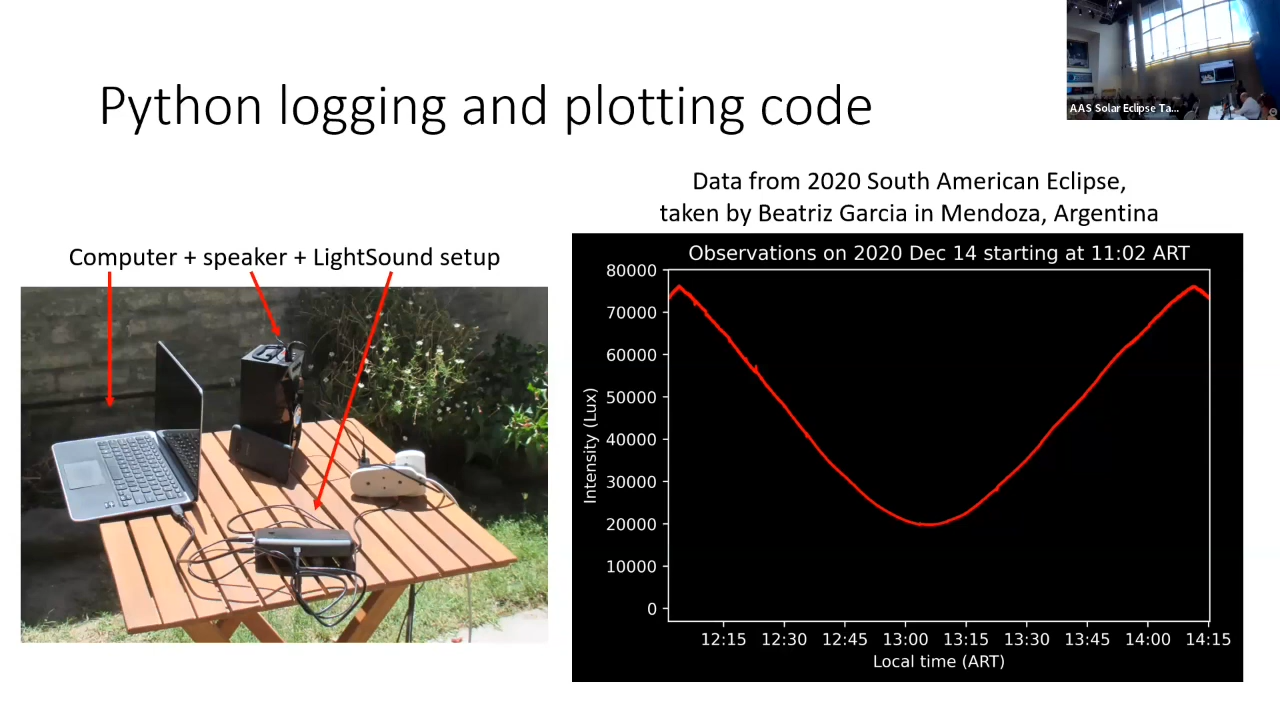 AAS Solar Eclipse Ta...
Python logging and plotting code
Data from 2020 South American Eclipse,
taken by Beatriz Garcia in Mendoza, Argentina
Computer + speaker + LightSound setup
Observations on 2020 Dec 14 starting at 11:02 ART
80000
70000
60000
50000
40000
30000
20000
10000
0
Intensity (Lux)
12:15 12:30 12:45 13:00 13:15 13:30 13:45 14:00 14:15
Local time (ART)